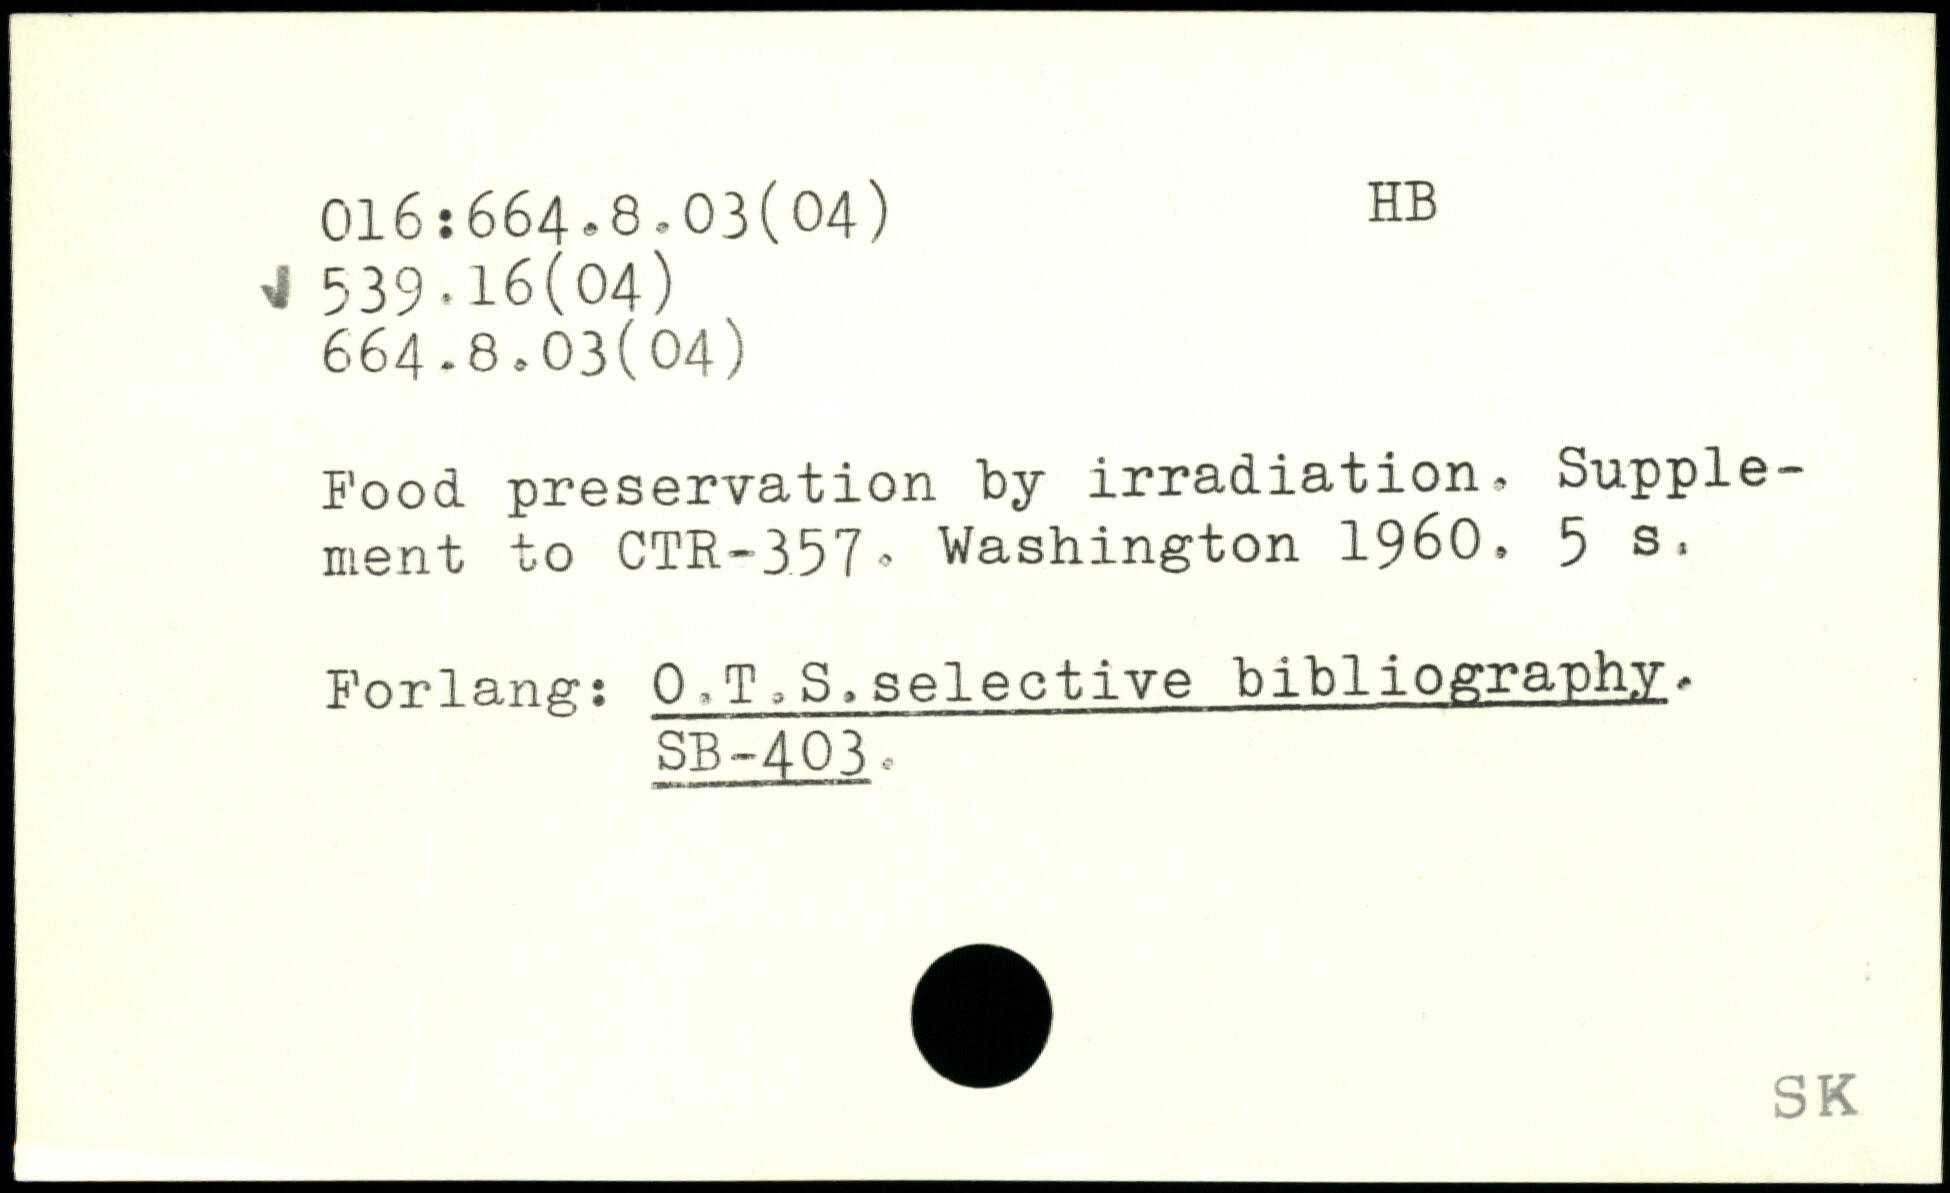 016:664.8.03(04) HB
✓ 539.16(04)
664.8.03(04)
Food preservation by irradiation. Supple-
ment to CTR-357. Washington 1960. 5 s.
Forlang: O.T.S.selective bibliography.
SB-403.
SK